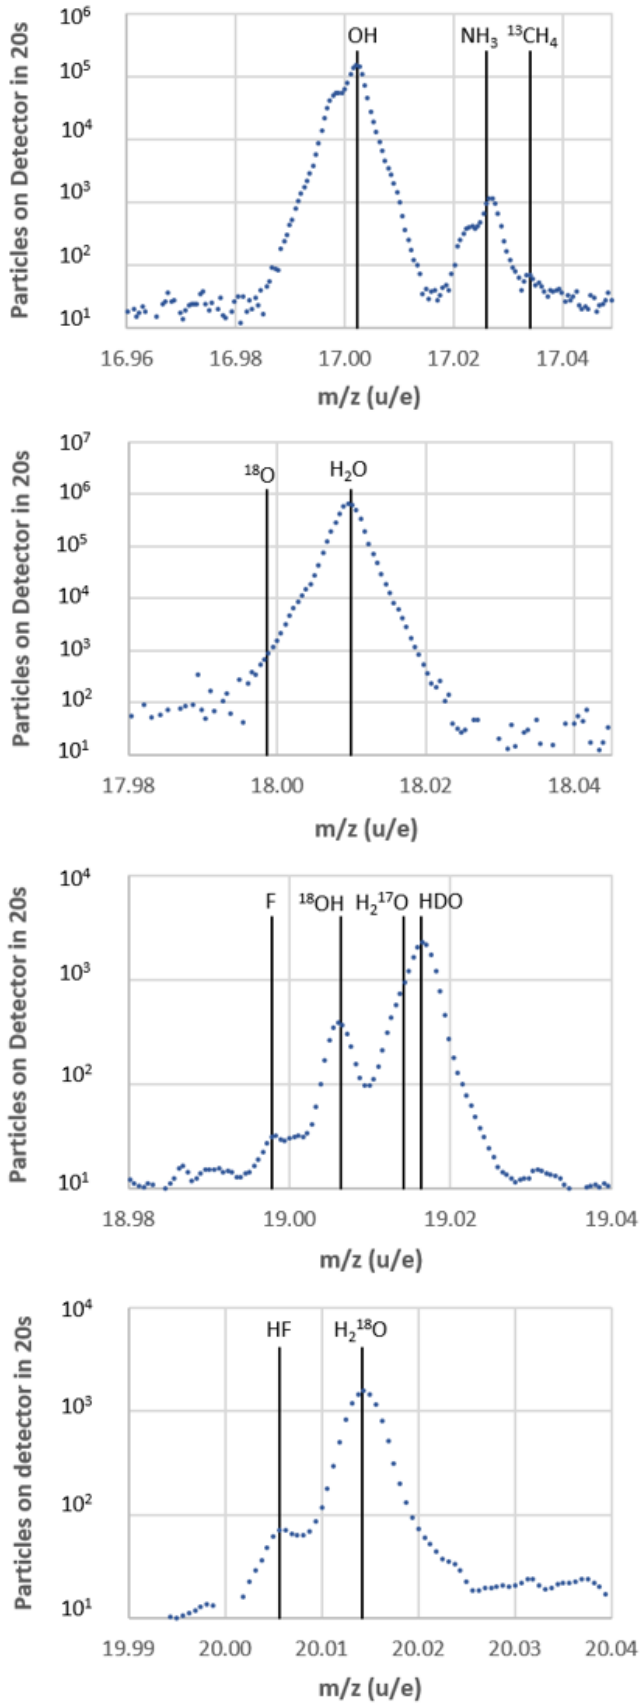 Particles on Detector in 20s
10⁶
10⁵
10⁴
10³
10²
10¹
OH
NH₃
¹³CH₄
16.96
16.98
17.00
17.02
17.04
m/z (u/e)
Particles on Detector in 20s
10⁷
10⁶
10⁵
10⁴
10³
10²
10¹
¹⁸O
H₂O
17.98
18.00
18.02
18.04
m/z (u/e)
Particles on Detector in 20s
10⁴
10³
10²
10¹
F
¹⁸OH
H₂¹⁷O
HDO
18.98
19.00
19.02
19.04
m/z (u/e)
Particles on detector in 20s
10⁴
10³
10²
10¹
HF
H₂¹⁸O
19.99
20.00
20.01
20.02
20.03
20.04
m/z (u/e)